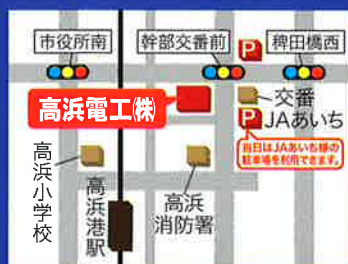 市役所南
幹部交番前
稗田橋西
P
高浜電工㈱
交番
P
JAあいち
当日はJAあいち様の
駐車場を利用できます。
高浜小学校
高浜港駅
高浜
消防署